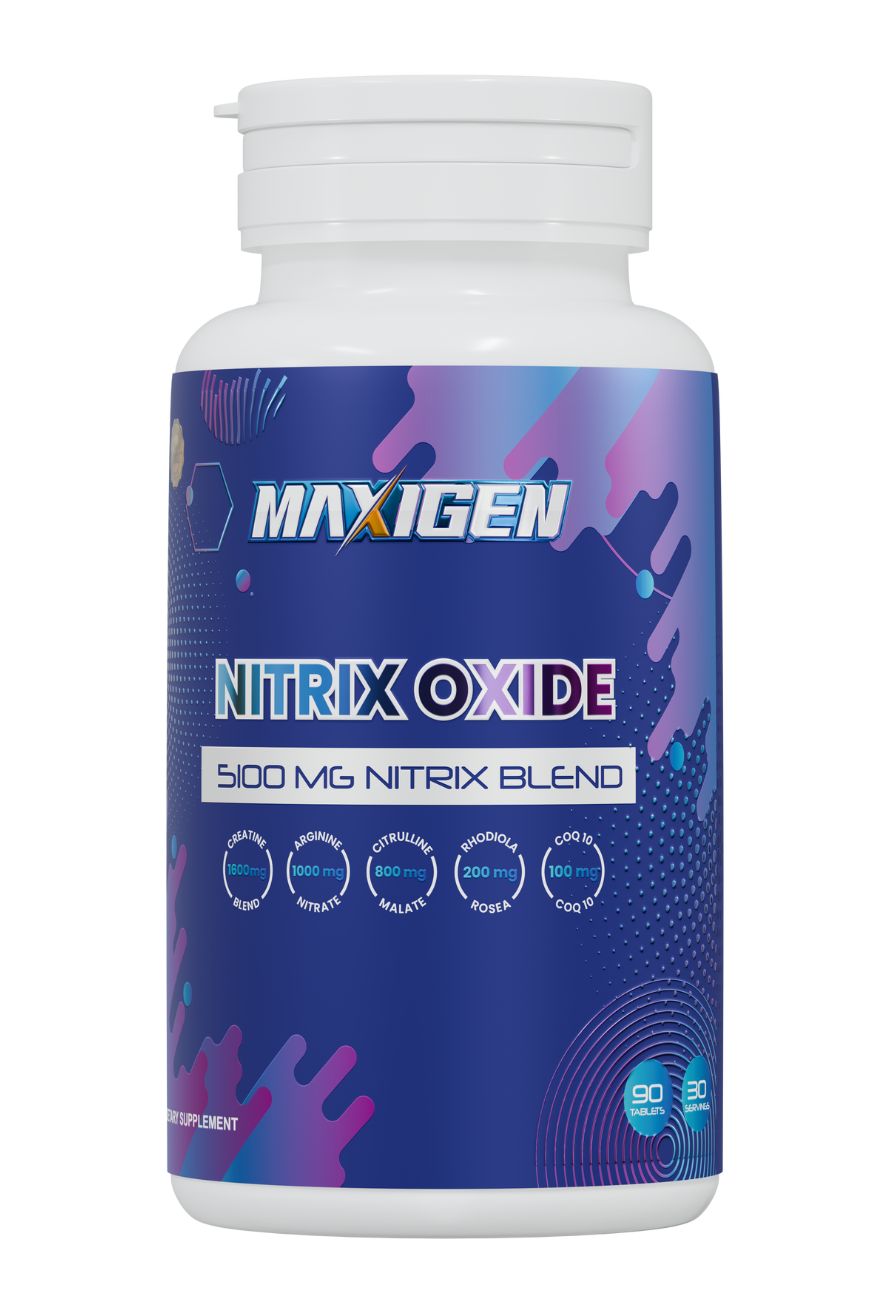 MAXIGEN
NITRIX OXIDE
5100 MG NITRIX BLEND
CREATINE
1600mg
BLEND
ARGININE
1000 mg
NITRATE
CITRULLINE
800 mg
MALATE
RHODIOLA
200 mg
ROSEA
COQ 10
100 mg
COQ 10
90
TABLETS
30
SERVINGS
SUPPLEMENT